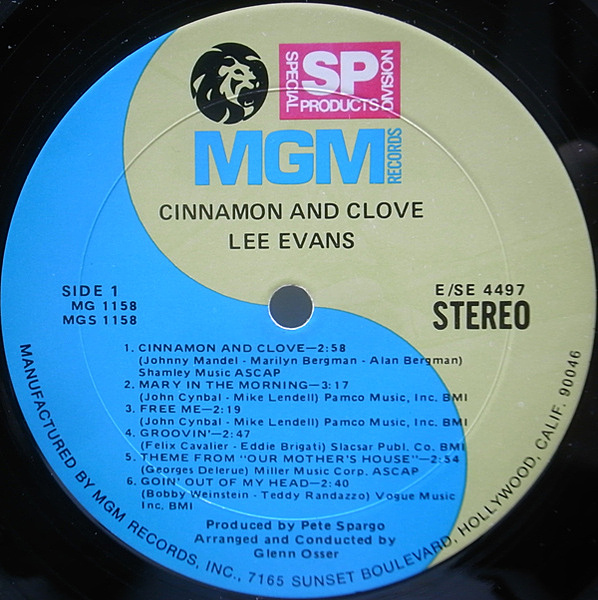 SPECIAL
SP
PRODUCTS
DIVISION
MGM
RECORDS
CINNAMON AND CLOVE
LEE EVANS
SIDE 1
MG 1158
MGS 1158
E/SE 4497
STEREO
1. CINNAMON AND CLOVE—2:58
(Johnny Mandel - Marilyn Bergman - Alan Bergman)
Shamley Music ASCAP
2. MARY IN THE MORNING—3:17
(John Cynbal - Mike Lendell) Pamco Music, Inc. BMI
3. FREE ME—2:19
(John Cynbal - Mike Lendell) Pamco Music, Inc. BMI
4. GROOVIN'—2:47
(Felix Cavalier - Eddie Brigati) Slacsar Publ. Co. BMI
5. THEME FROM "OUR MOTHER'S HOUSE"—2:54
(Georges Delerue) Miller Music Corp. ASCAP
6. GOIN' OUT OF MY HEAD—2:40
(Bobby Weinstein - Teddy Randazzo) Vogue Music
Inc. BMI
Produced by Pete Spargo
Arranged and Conducted by
Glenn Osser
MANUFACTURED BY MGM RECORDS, INC., 7165 SUNSET BOULEVARD, HOLLYWOOD, CALIF. 90046